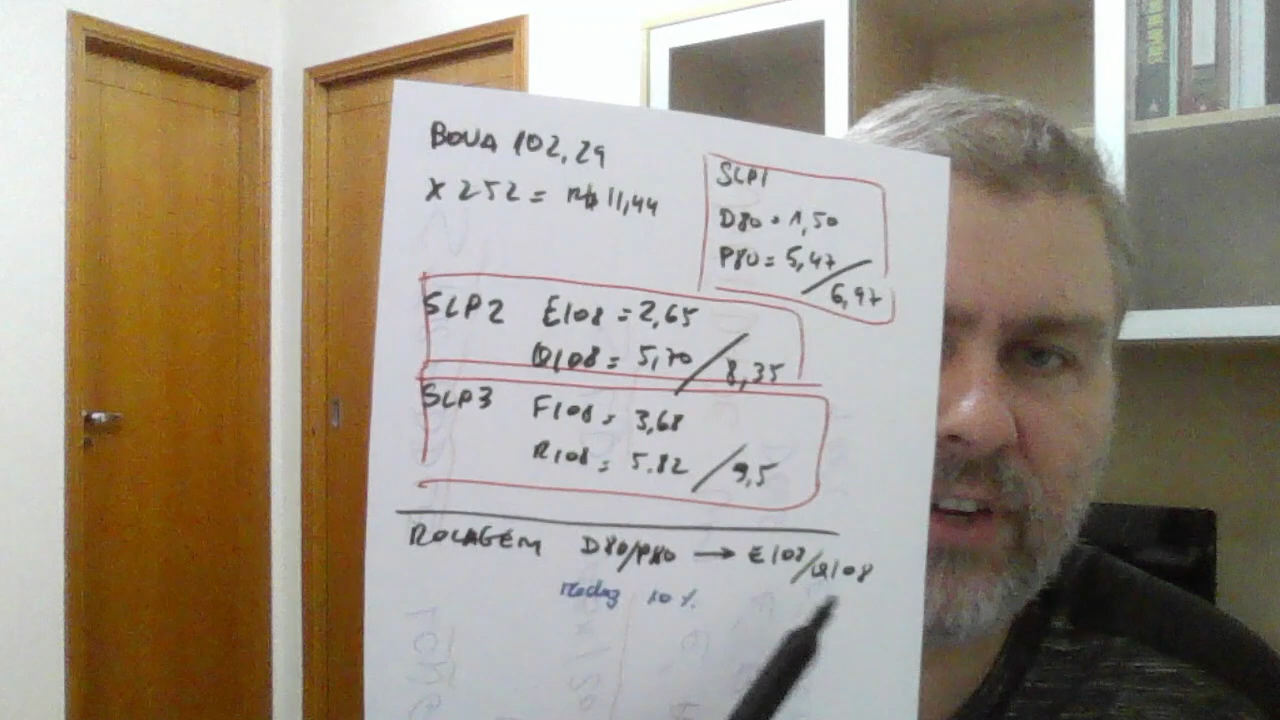 BOVA 102,29
X 252 = R$ 11,44
SLP1
D80 = 1,50
P80 = 5,47
6,97
SLP2 E108 = 2,65
Q108 = 5,70 / 8,35
SLP3 F108 = 3,68
R108 = 5.82 / 9,5
ROLAGEM D80/P80 → E108/Q108
10%